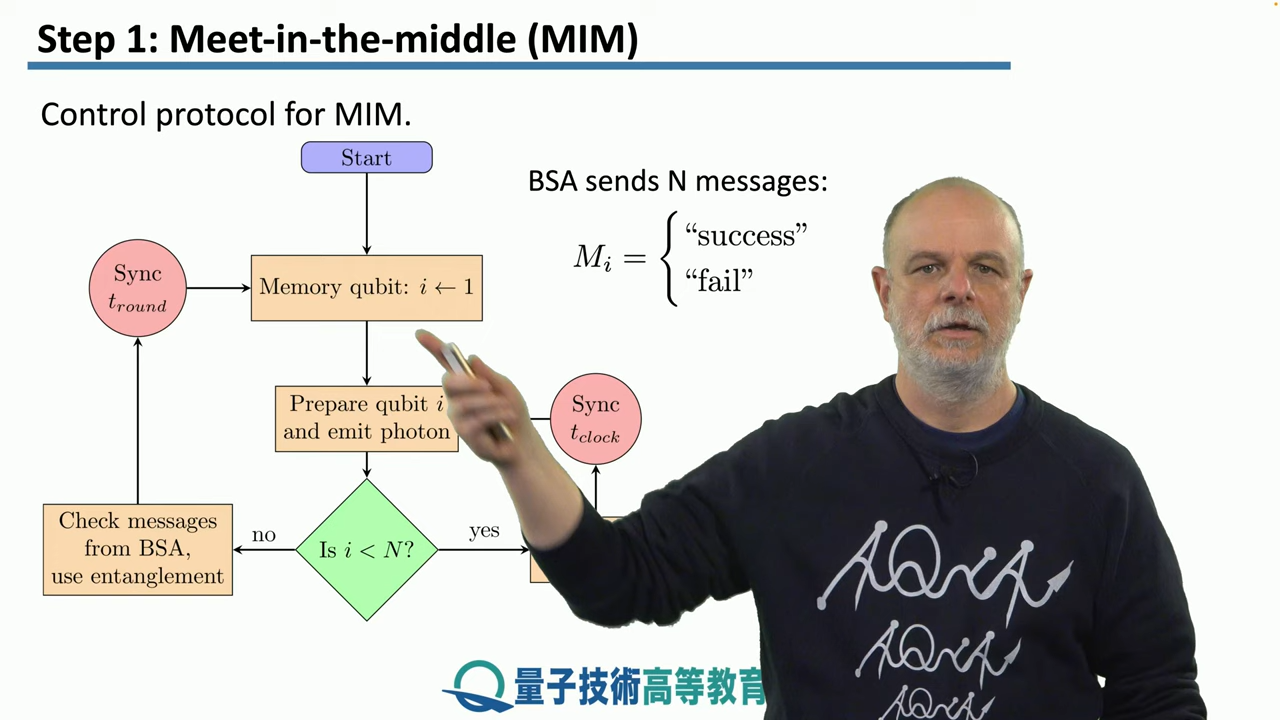 Step 1: Meet-in-the-middle (MIM)
Control protocol for MIM.
Start
BSA sends N messages:
M_i = { “success”
“fail”
Sync
t_round
Memory qubit: i ← 1
Prepare qubit i
and emit photon
Sync
t_clock
Check messages
from BSA,
use entanglement
no
Is i < N?
yes
量子技術高等教育